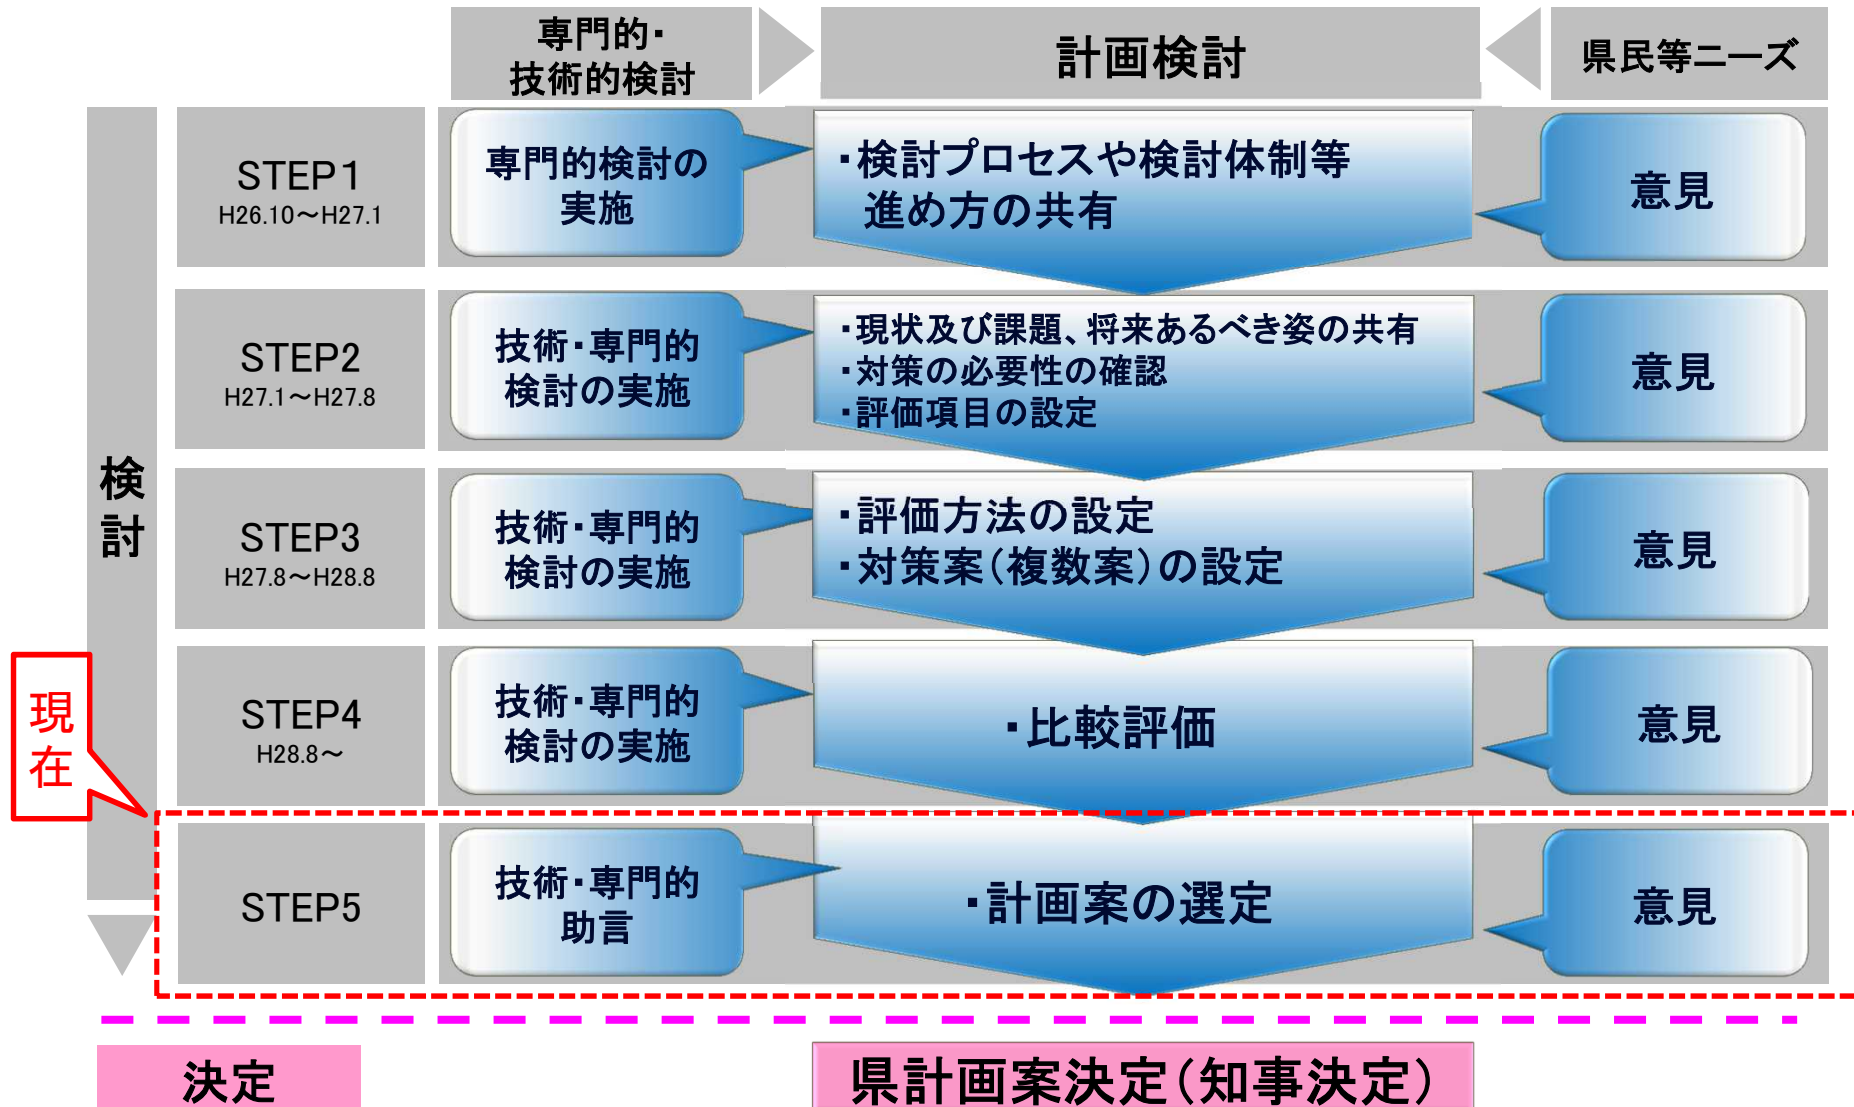 専門的・
技術的検討
計画検討
県民等ニーズ
検討
STEP1
H26.10～H27.1
専門的検討の
実施
・検討プロセスや検討体制等
進め方の共有
意見
STEP2
H27.1～H27.8
技術・専門的
検討の実施
・現状及び課題、将来あるべき姿の共有
・対策の必要性の確認
・評価項目の設定
意見
STEP3
H27.8～H28.8
技術・専門的
検討の実施
・評価方法の設定
・対策案（複数案）の設定
意見
現在
STEP4
H28.8～
技術・専門的
検討の実施
・比較評価
意見
STEP5
技術・専門的
助言
・計画案の選定
意見
決定
県計画案決定（知事決定）